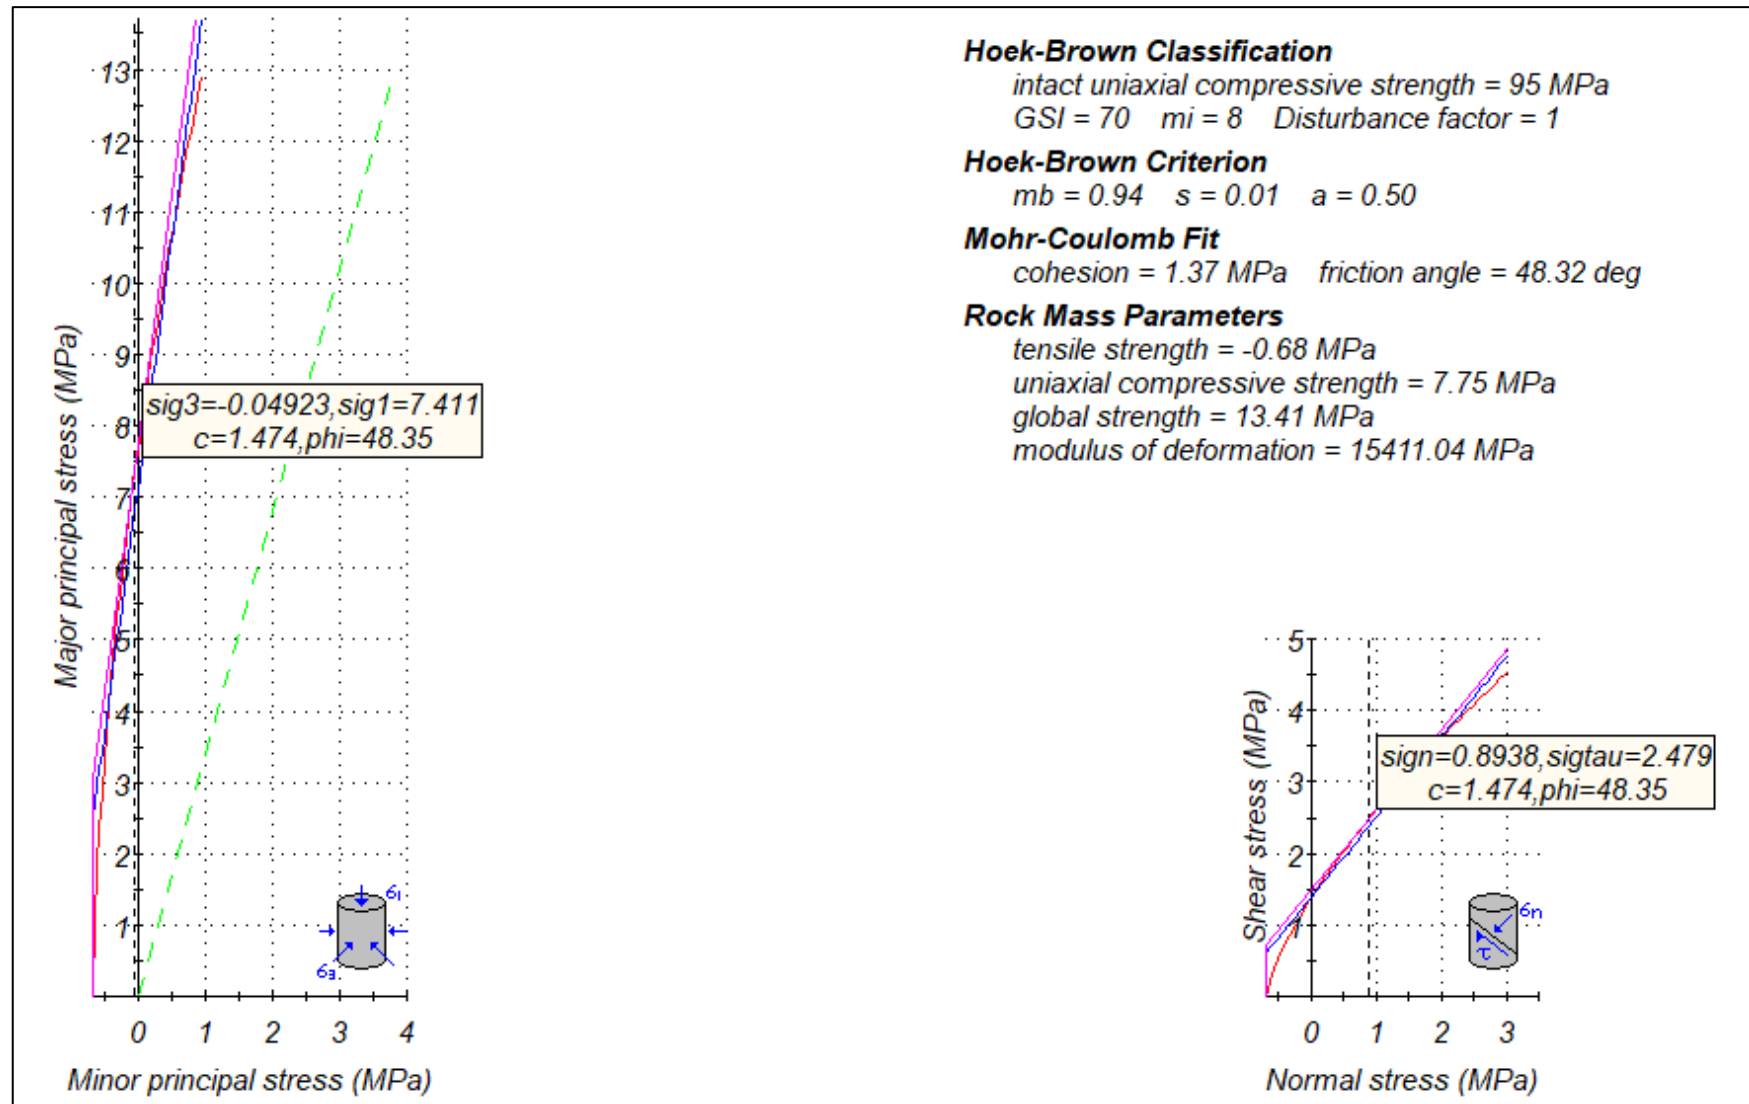 Hoek-Brown Classification
intact uniaxial compressive strength = 95 MPa
GSI = 70 mi = 8 Disturbance factor = 1
Hoek-Brown Criterion
mb = 0.94 s = 0.01 a = 0.50
Mohr-Coulomb Fit
cohesion = 1.37 MPa friction angle = 48.32 deg
Rock Mass Parameters
tensile strength = -0.68 MPa
uniaxial compressive strength = 7.75 MPa
global strength = 13.41 MPa
modulus of deformation = 15411.04 MPa
Major principal stress (MPa)
13
12
11
10
9
8
7
6
5
4
3
2
1
sig3=-0.04923,sig1=7.411
c=1.474,phi=48.35
σ1
σ3
0 1 2 3 4
Minor principal stress (MPa)
Shear stress (MPa)
5
4
3
2
1
sign=0.8938,sigtau=2.479
c=1.474,phi=48.35
σn
τ
0 1 2 3
Normal stress (MPa)